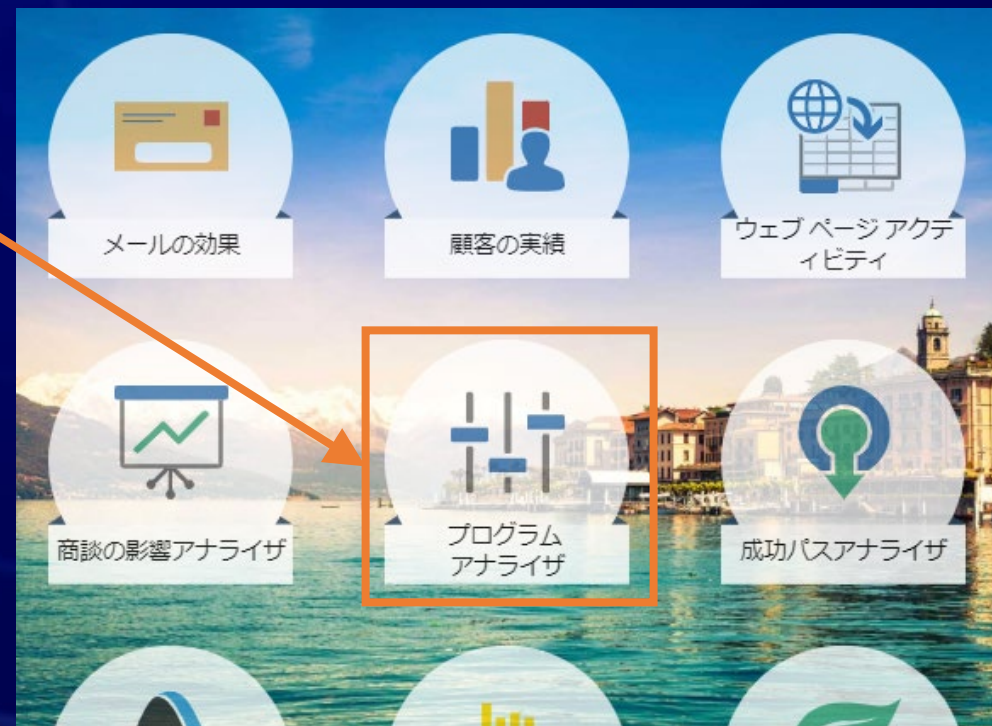 メールの効果
顧客の実績
ウェブ ページ アクテ
ィビティ
商談の影響アナライザ
プログラム
アナライザ
成功パスアナライザ